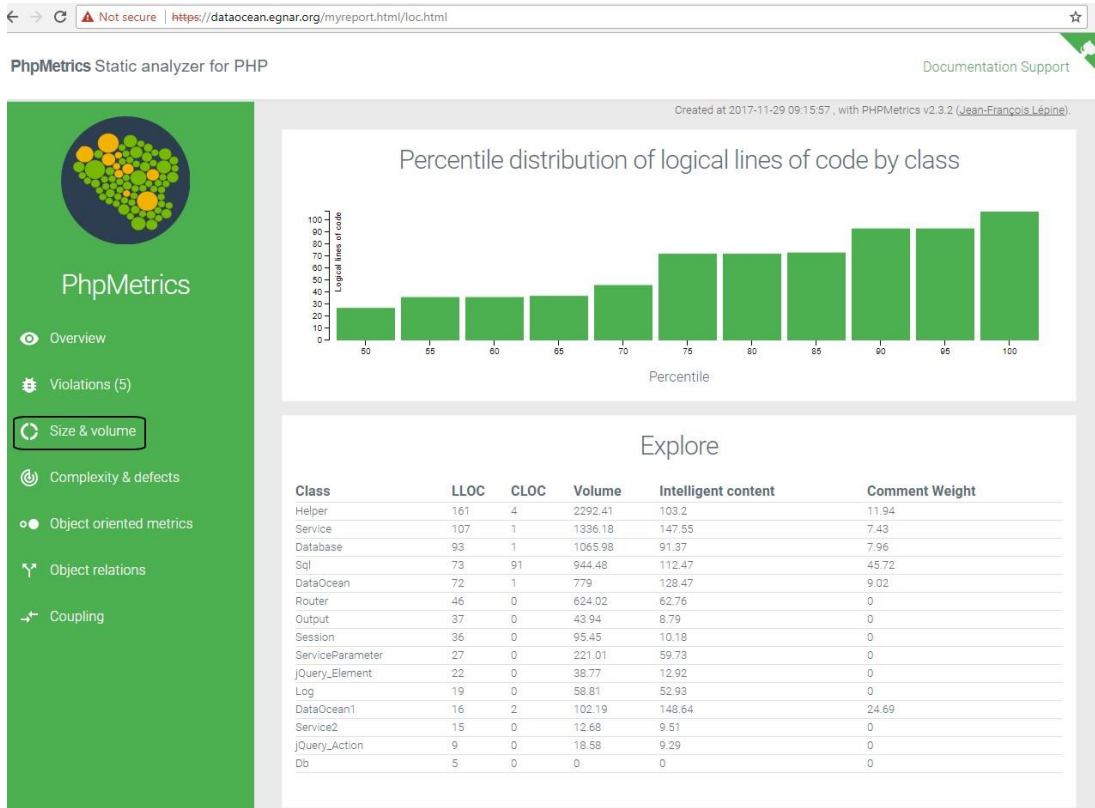 Not secure https://dataocean.egnar.org/myreport.html/loc.html
PhpMetrics Static analyzer for PHP
Documentation Support
Created at 2017-11-29 09:15:57 , with PHPMetrics v2.3.2 (Jean-François Lépine).
PhpMetrics
Overview
Violations (5)
Size & volume
Complexity & defects
Object oriented metrics
Object relations
Coupling
Percentile distribution of logical lines of code by class
Logical lines of code
100
90
80
70
60
50
40
30
20
10
0
50 55 60 65 70 75 80 85 90 95 100
Percentile
Explore
Class LLOC CLOC Volume Intelligent content Comment Weight
Helper 161 4 2292.41 103.2 11.94
Service 107 1 1336.18 147.55 7.43
Database 93 1 1065.98 91.37 7.96
Sql 73 91 944.48 112.47 45.72
DataOcean 72 1 779 128.47 9.02
Router 46 0 624.02 62.76 0
Output 37 0 43.94 8.79 0
Session 36 0 95.45 10.18 0
ServiceParameter 27 0 221.01 59.73 0
jQuery_Element 22 0 38.77 12.92 0
Log 19 0 58.81 52.93 0
DataOcean1 16 2 102.19 148.64 24.69
Service2 15 0 12.68 9.51 0
jQuery_Action 9 0 18.58 9.29 0
Db 5 0 0 0 0